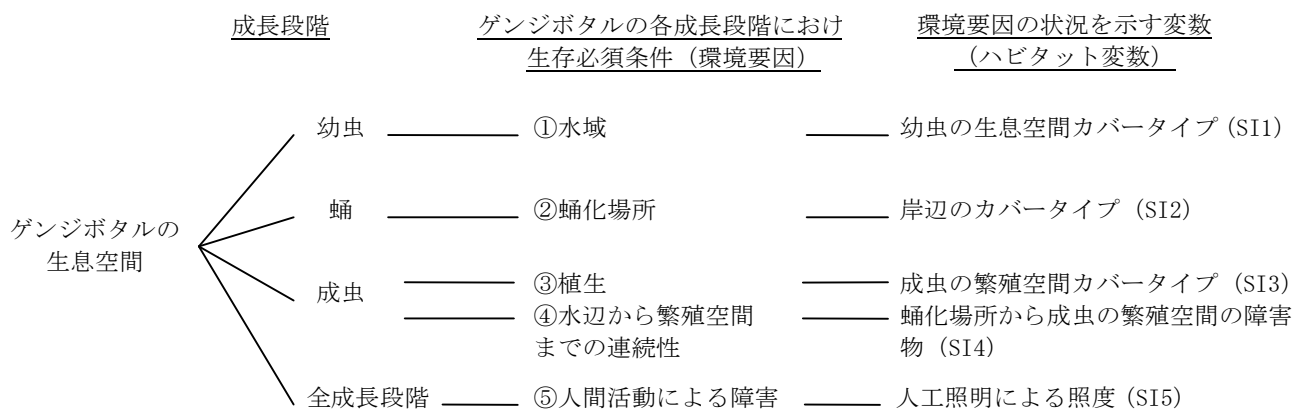 成長段階
ゲンジボタルの各成長段階におけ
生存必須条件（環境要因）
環境要因の状況を示す変数
（ハビタット変数）
幼虫
①水域
幼虫の生息空間カバータイプ（SI1）
蛹
②蛹化場所
岸辺のカバータイプ（SI2）
ゲンジボタルの
生息空間
成虫
③植生
成虫の繁殖空間カバータイプ（SI3）
④水辺から繁殖空間
までの連続性
蛹化場所から成虫の繁殖空間の障害
物（SI4）
全成長段階
⑤人間活動による障害
人工照明による照度（SI5）